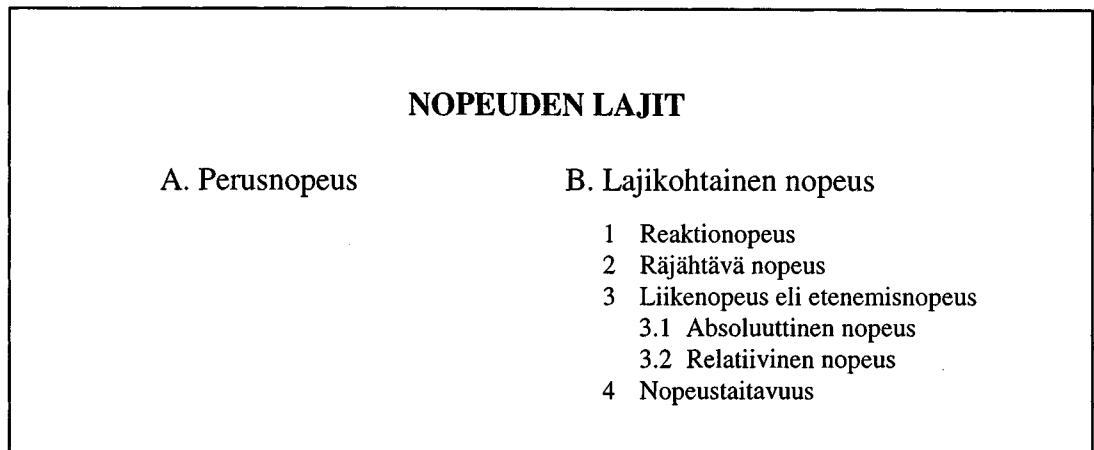 NOPEUDEN LAJIT
A. Perusnopeus
B. Lajikohtainen nopeus
1 Reaktionopeus
2 Räjähtävä nopeus
3 Liikenopeus eli etenemisnopeus
3.1 Absoluuttinen nopeus
3.2 Relatiivinen nopeus
4 Nopeustaitavuus